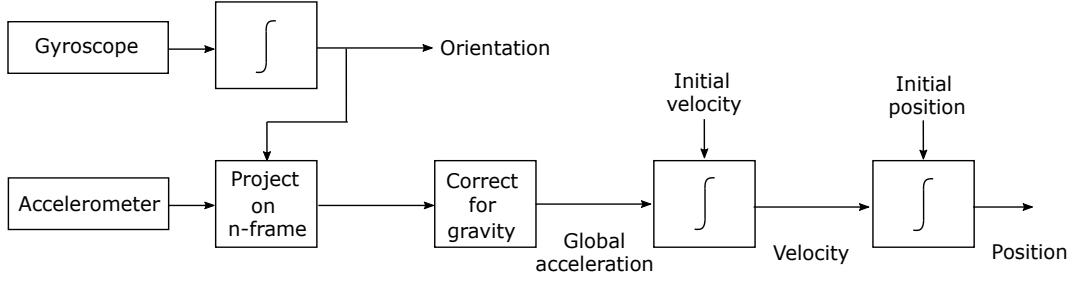 Gyroscope
∫
Orientation
Initial
velocity
Initial
position
Accelerometer
Project
on
n-frame
Correct
for
gravity
∫
∫
Global
acceleration
Velocity
Position